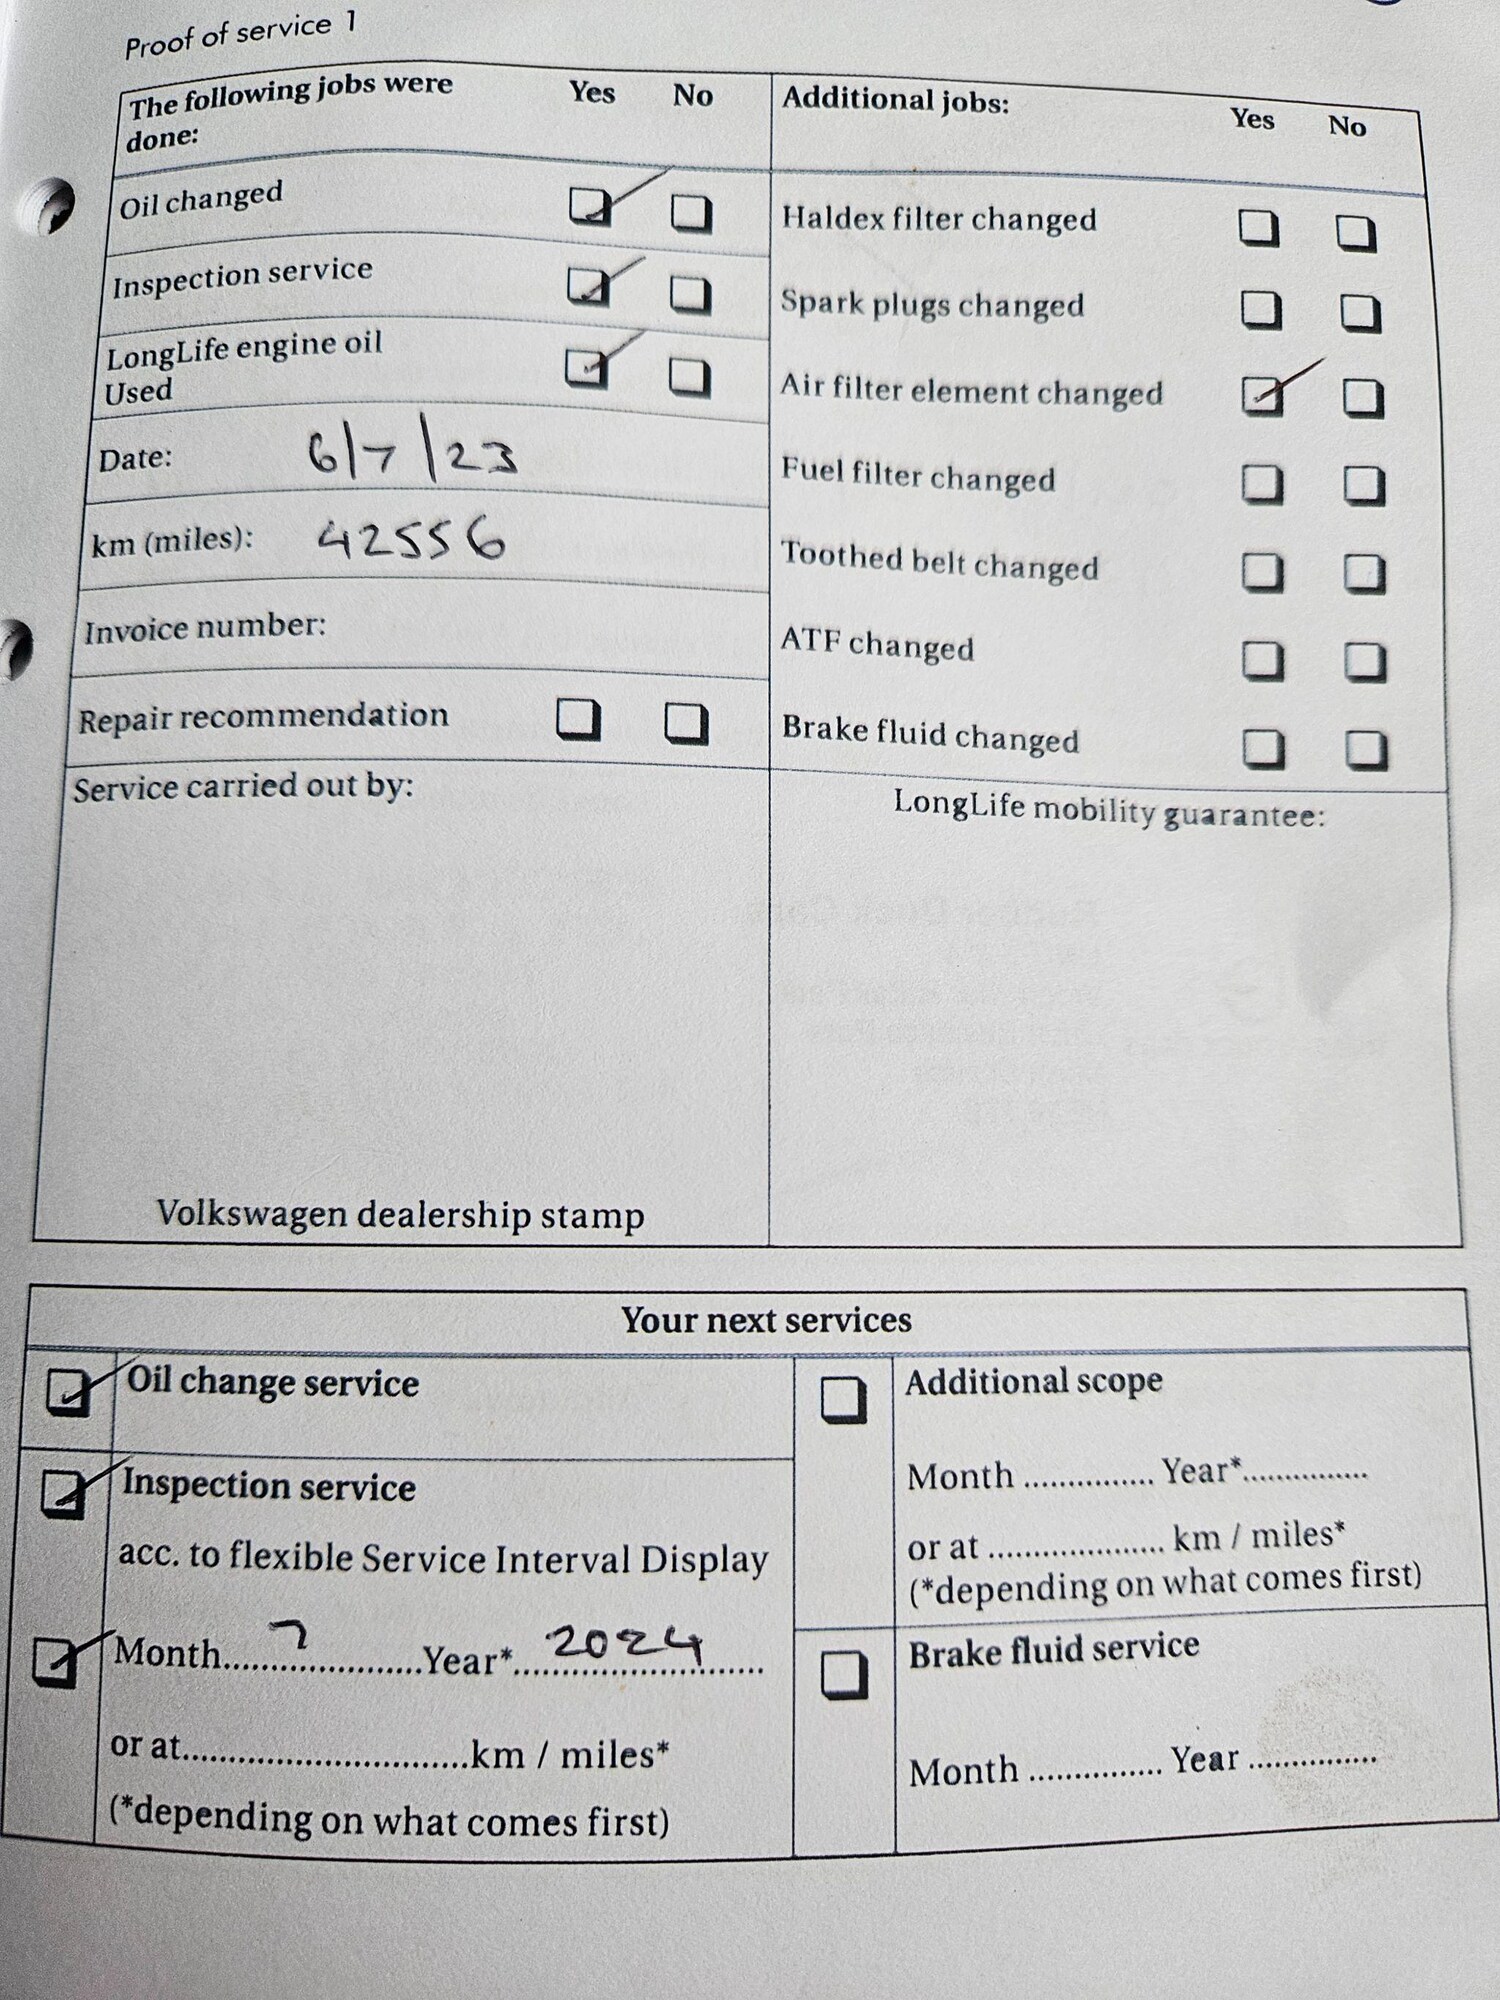 Proof of service 1
The following jobs were done: Yes No
Oil changed
Inspection service
LongLife engine oil Used
Date: 6/7/23
km (miles): 42556
Invoice number:
Repair recommendation
Service carried out by:
Volkswagen dealership stamp
Additional jobs: Yes No
Haldex filter changed
Spark plugs changed
Air filter element changed
Fuel filter changed
Toothed belt changed
ATF changed
Brake fluid changed
LongLife mobility guarantee:
Your next services
Oil change service
Inspection service
acc. to flexible Service Interval Display
Month....7....Year*....2024....
or at..............................km / miles*
(*depending on what comes first)
Additional scope
Month .............. Year*..............
or at ................... km / miles*
(*depending on what comes first)
Brake fluid service
Month .............. Year ..............